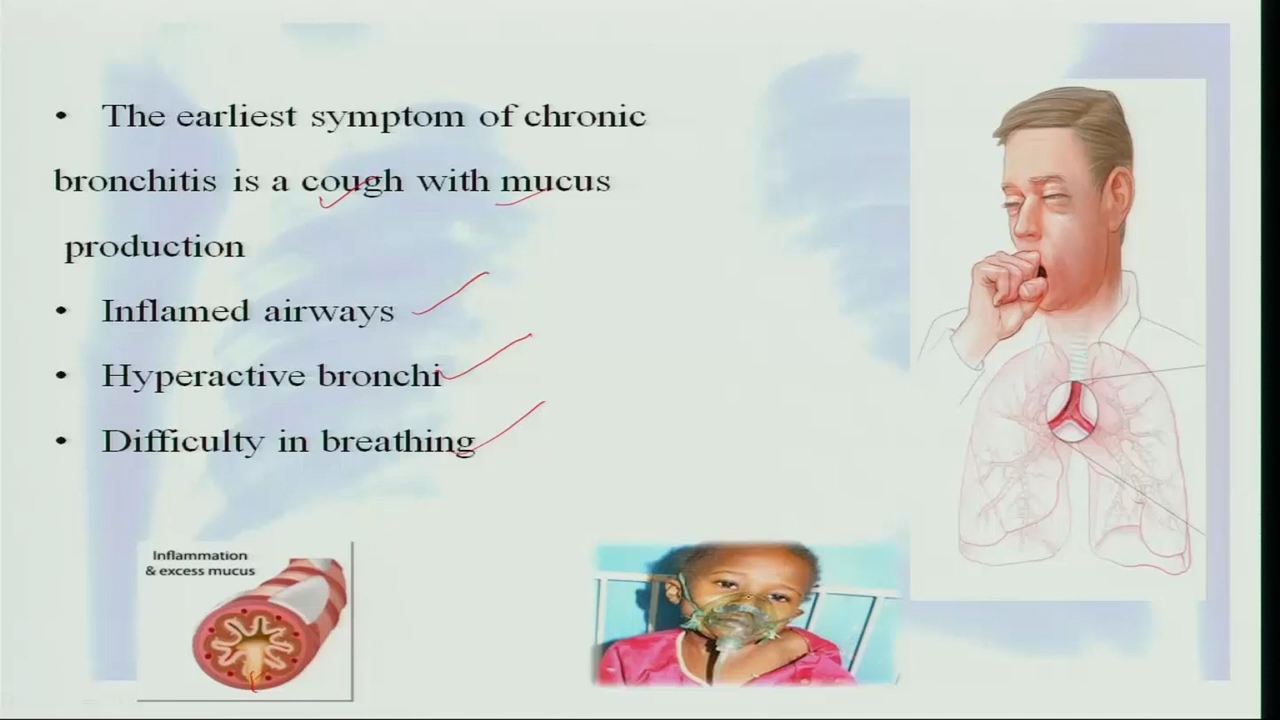 • The earliest symptom of chronic
bronchitis is a cough with mucus
production
• Inflamed airways
• Hyperactive bronchi
• Difficulty in breathing
Inflammation
& excess mucus